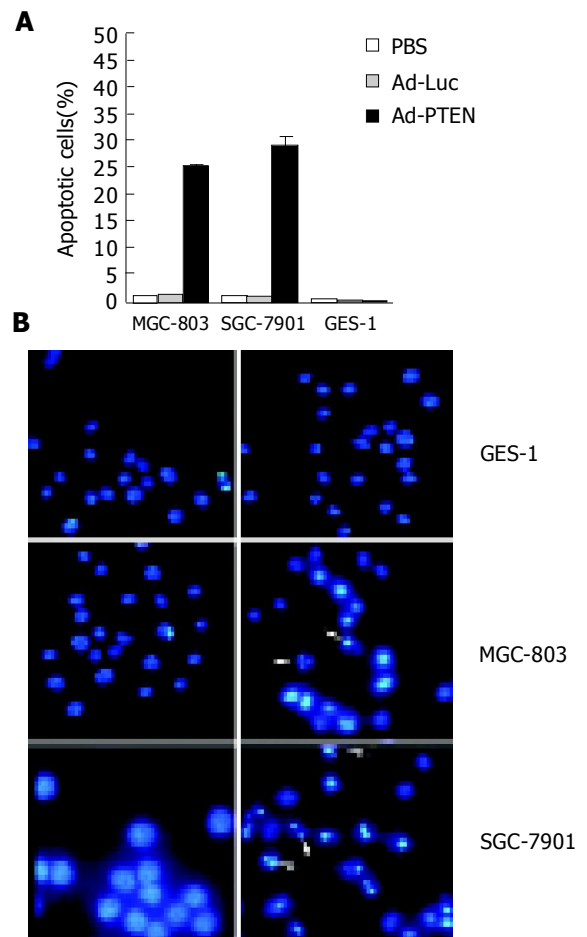 A
50
45
40
35
30
25
20
15
10
5
0
Apoptotic cells(%)
PBS
Ad-Luc
Ad-PTEN
MGC-803 SGC-7901 GES-1
B
GES-1
MGC-803
SGC-7901